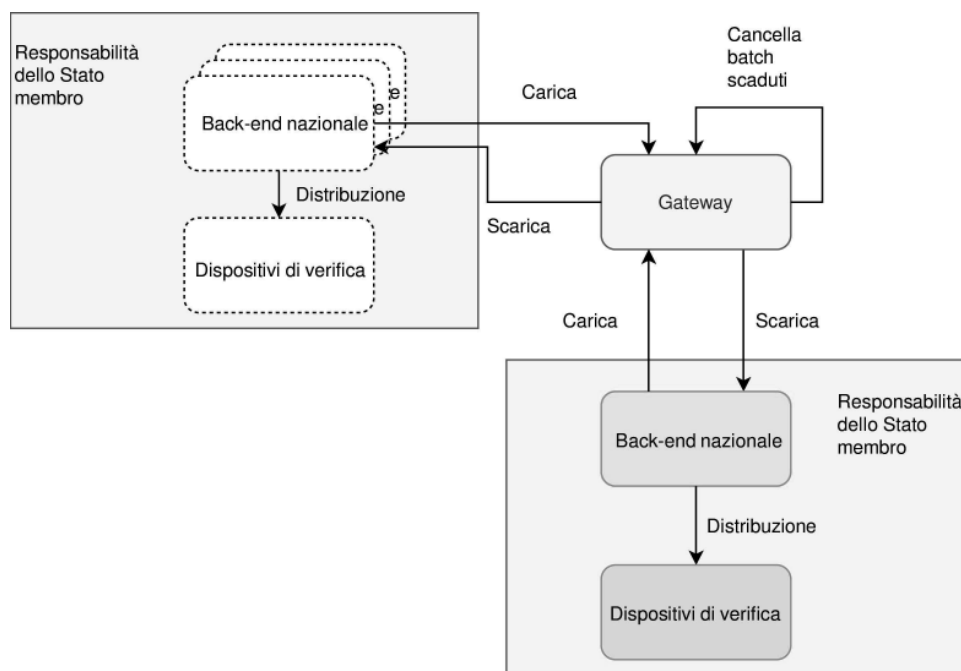 Responsabilità
dello Stato
membro
e
e
Back-end nazionale
Distribuzione
Dispositivi di verifica
Carica
Scarica
Cancella
batch
scaduti
Gateway
Carica
Scarica
Responsabilità
dello Stato
membro
Back-end nazionale
Distribuzione
Dispositivi di verifica